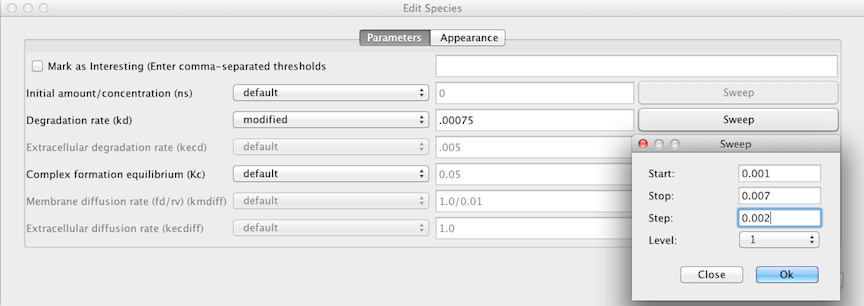 Edit Species
Parameters Appearance
Mark as Interesting (Enter comma-separated thresholds
Initial amount/concentration (ns) default 0 Sweep
Degradation rate (kd) modified .00075 Sweep
Extracellular degradation rate (kecd) default .005
Complex formation equilibrium (Kc) default 0.05
Membrane diffusion rate (fd/rv) (kmdiff) default 1.0/0.01
Extracellular diffusion rate (kecdiff) default 1.0
Sweep
Start: 0.001
Stop: 0.007
Step: 0.002
Level: 1
Close Ok